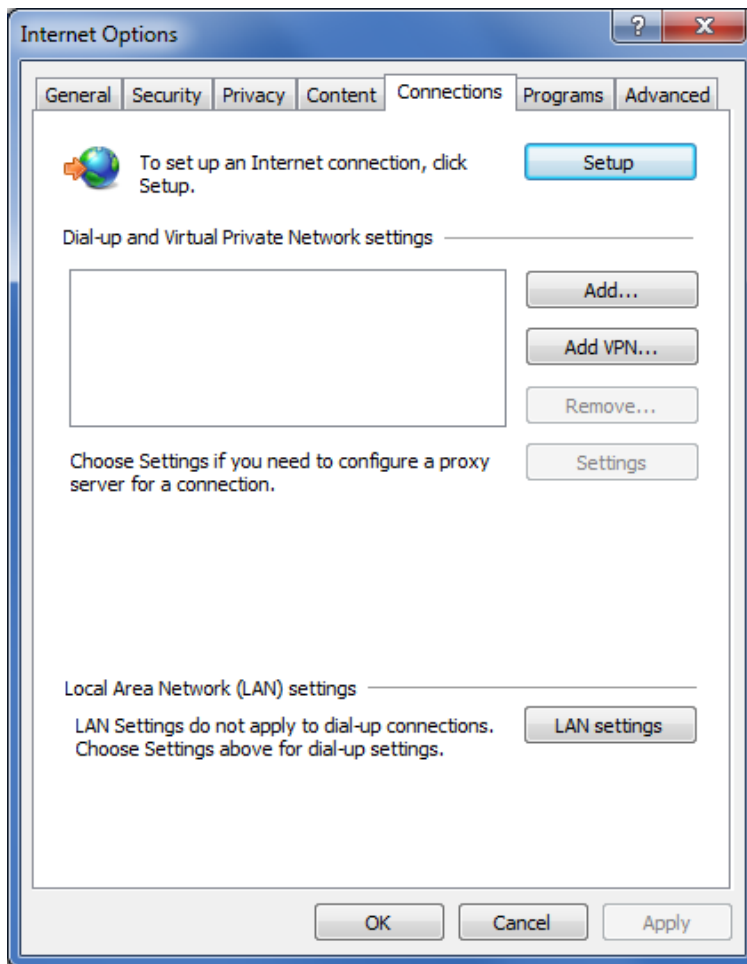 Internet Options
?
X
General Security Privacy Content Connections Programs Advanced
To set up an Internet connection, click
Setup.
Setup
Dial-up and Virtual Private Network settings
Add...
Add VPN...
Remove...
Choose Settings if you need to configure a proxy
server for a connection.
Settings
Local Area Network (LAN) settings
LAN Settings do not apply to dial-up connections.
Choose Settings above for dial-up settings.
LAN settings
OK Cancel Apply